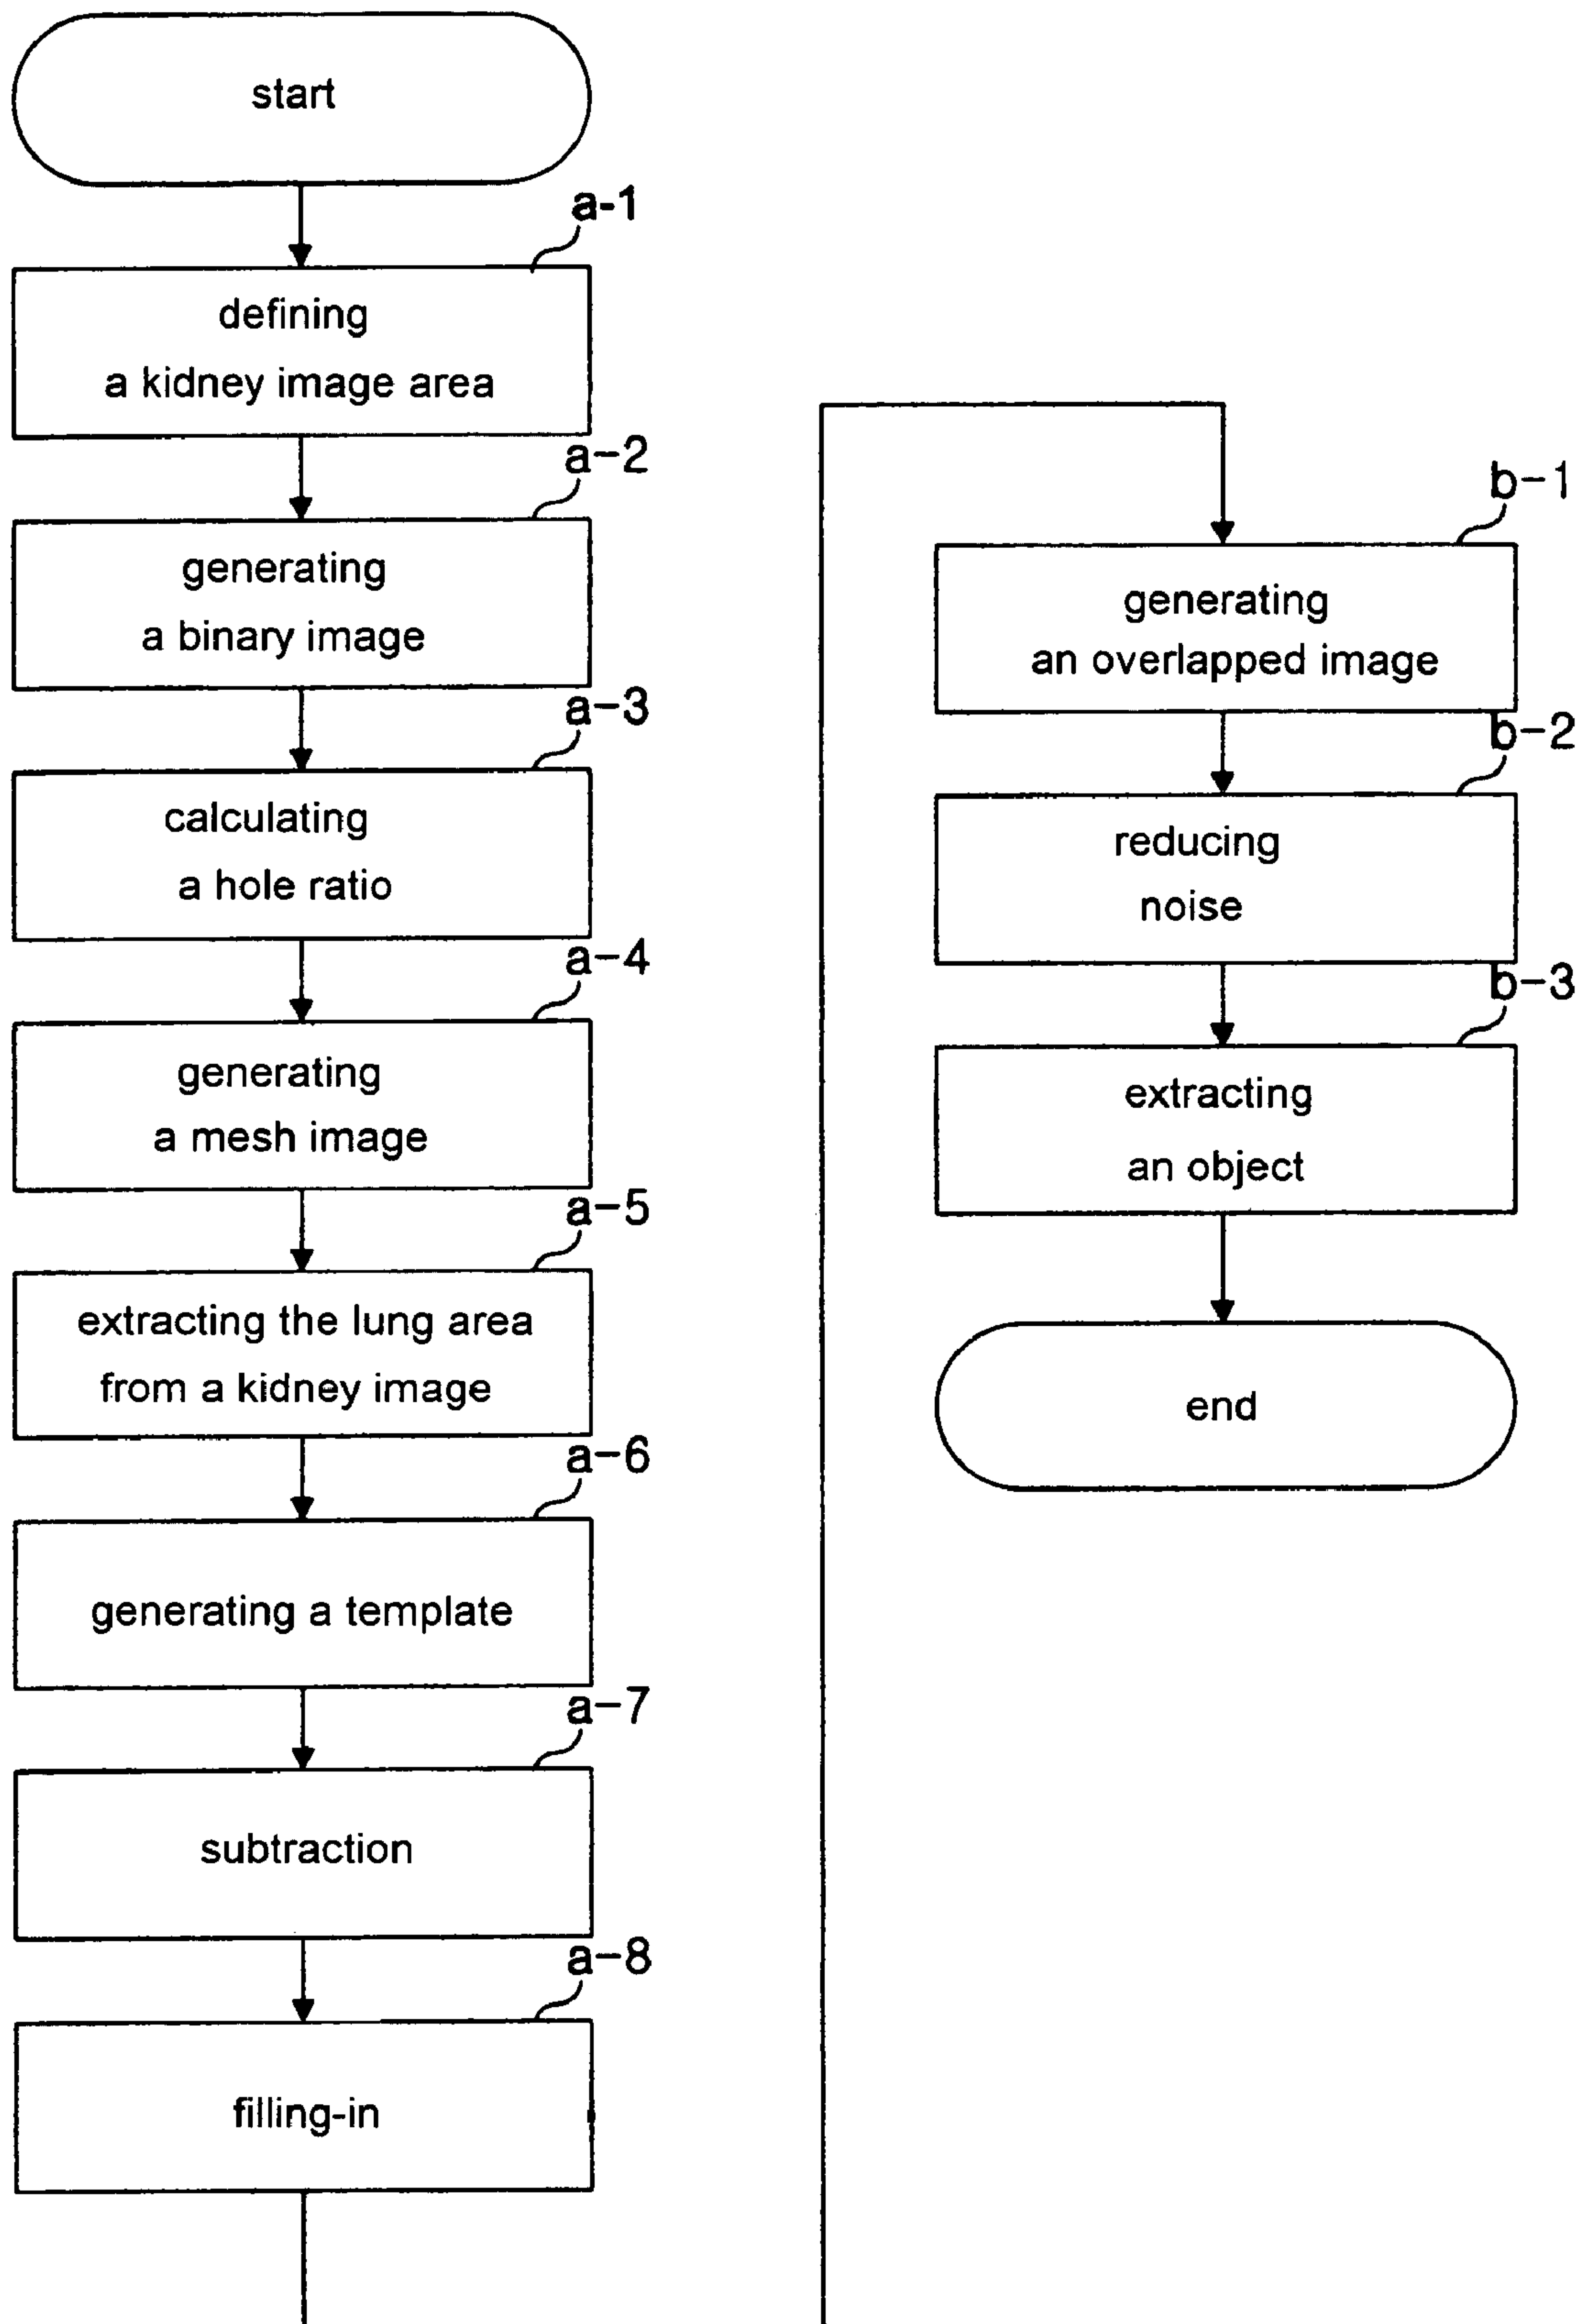 start
a-1
defining
a kidney image area
a-2
generating
a binary image
a-3
calculating
a hole ratio
a-4
generating
a mesh image
a-5
extracting the lung area
from a kidney image
a-6
generating a template
a-7
subtraction
a-8
filling-in
b-1
generating
an overlapped image
b-2
reducing
noise
b-3
extracting
an object
end